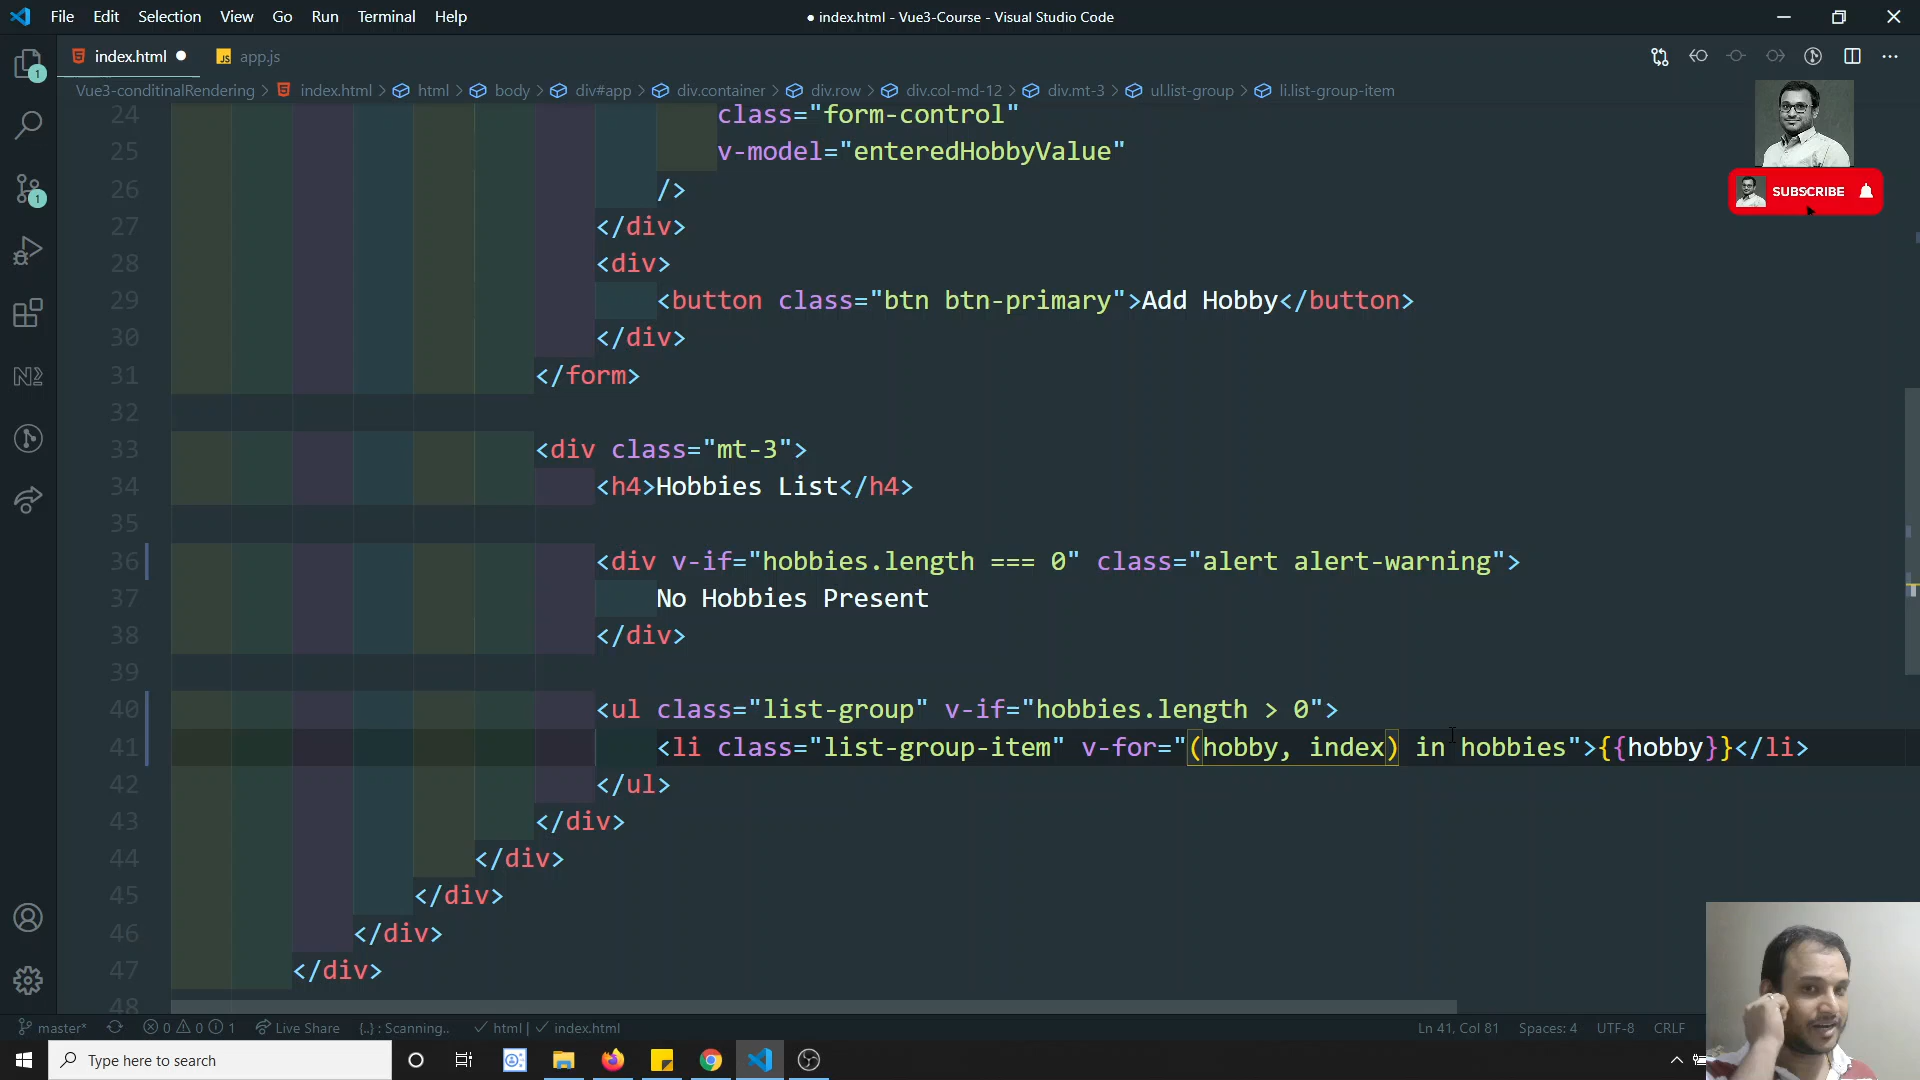 File Edit Selection View Go Run Terminal Help
● index.html - Vue3-Course - Visual Studio Code
index.html ● JS app.js
Vue3-conditinalRendering > index.html > html > body > div#app > div.container > div.row > div.col-md-12 > div.mt-3 > ul.list-group > li.list-group-item
24 class="form-control"
25 v-model="enteredHobbyValue"
26 />
27 </div>
28 <div>
29 <button class="btn btn-primary">Add Hobby</button>
30 </div>
31 </form>
32
33 <div class="mt-3">
34 <h4>Hobbies List</h4>
35
36 <div v-if="hobbies.length === 0" class="alert alert-warning">
37 No Hobbies Present
38 </div>
39
40 <ul class="list-group" v-if="hobbies.length > 0">
41 <li class="list-group-item" v-for="(hobby, index) in hobbies">{{hobby}}</li>
42 </ul>
43 </div>
44 </div>
45 </div>
46 </div>
47 </div>
48
SUBSCRIBE
1
1
master* 0 0 1 Live Share {..} : Scanning.. ✓ html | ✓ index.html
Ln 41, Col 81 Spaces: 4 UTF-8 CRLF
Type here to search